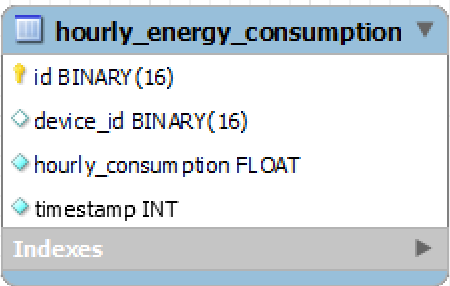 hourly_energy_consumption
id BINARY(16)
device_id BINARY(16)
hourly_consumption FLOAT
timestamp INT
Indexes